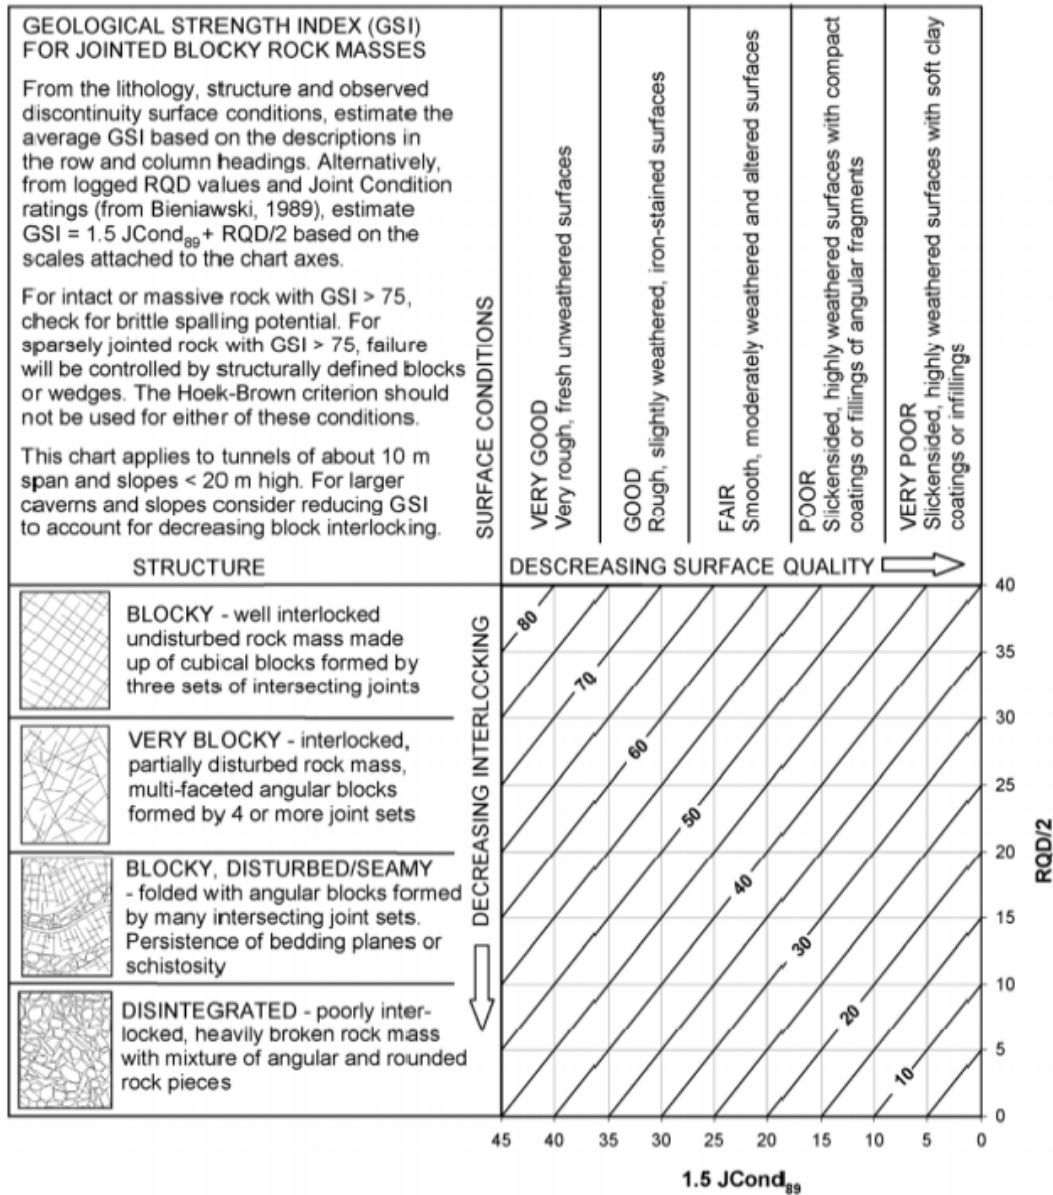 GEOLOGICAL STRENGTH INDEX (GSI)
FOR JOINTED BLOCKY ROCK MASSES
From the lithology, structure and observed
discontinuity surface conditions, estimate the
average GSI based on the descriptions in
the row and column headings. Alternatively,
from logged RQD values and Joint Condition
ratings (from Bieniawski, 1989), estimate
GSI = 1.5 JCond89 + RQD/2 based on the
scales attached to the chart axes.
For intact or massive rock with GSI > 75,
check for brittle spalling potential. For
sparsely jointed rock with GSI > 75, failure
will be controlled by structurally defined blocks
or wedges. The Hoek-Brown criterion should
not be used for either of these conditions.
This chart applies to tunnels of about 10 m
span and slopes < 20 m high. For larger
caverns and slopes consider reducing GSI
to account for decreasing block interlocking.
SURFACE CONDITIONS
VERY GOOD
Very rough, fresh unweathered surfaces
GOOD
Rough, slightly weathered, iron-stained surfaces
FAIR
Smooth, moderately weathered and altered surfaces
POOR
Slickensided, highly weathered surfaces with compact
coatings or fillings of angular fragments
VERY POOR
Slickensided, highly weathered surfaces with soft clay
coatings or infillings
STRUCTURE
DESCREASING SURFACE QUALITY
BLOCKY - well interlocked
undisturbed rock mass made
up of cubical blocks formed by
three sets of intersecting joints
VERY BLOCKY - interlocked,
partially disturbed rock mass,
multi-faceted angular blocks
formed by 4 or more joint sets
BLOCKY, DISTURBED/SEAMY
- folded with angular blocks formed
by many intersecting joint sets.
Persistence of bedding planes or
schistosity
DISINTEGRATED - poorly inter-
locked, heavily broken rock mass
with mixture of angular and rounded
rock pieces
DECREASING INTERLOCKING
80
70
60
50
40
30
20
10
40
35
30
25
20
15
10
5
0
RQD/2
45 40 35 30 25 20 15 10 5 0
1.5 JCond89